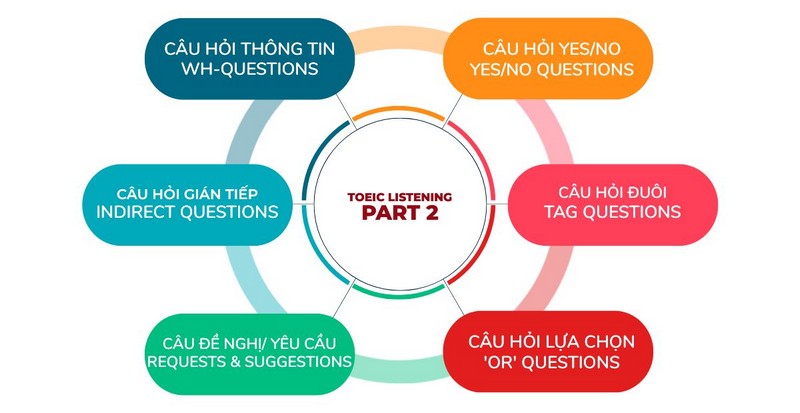 CÂU HỎI THÔNG TIN
WH-QUESTIONS
CÂU HỎI YES/NO
YES/NO QUESTIONS
CÂU HỎI GIÁN TIẾP
INDIRECT QUESTIONS
TOEIC LISTENING
PART 2
CÂU HỎI ĐUÔI
TAG QUESTIONS
CÂU ĐỀ NGHỊ/ YÊU CẦU
REQUESTS & SUGGESTIONS
CÂU HỎI LỰA CHỌN
'OR' QUESTIONS